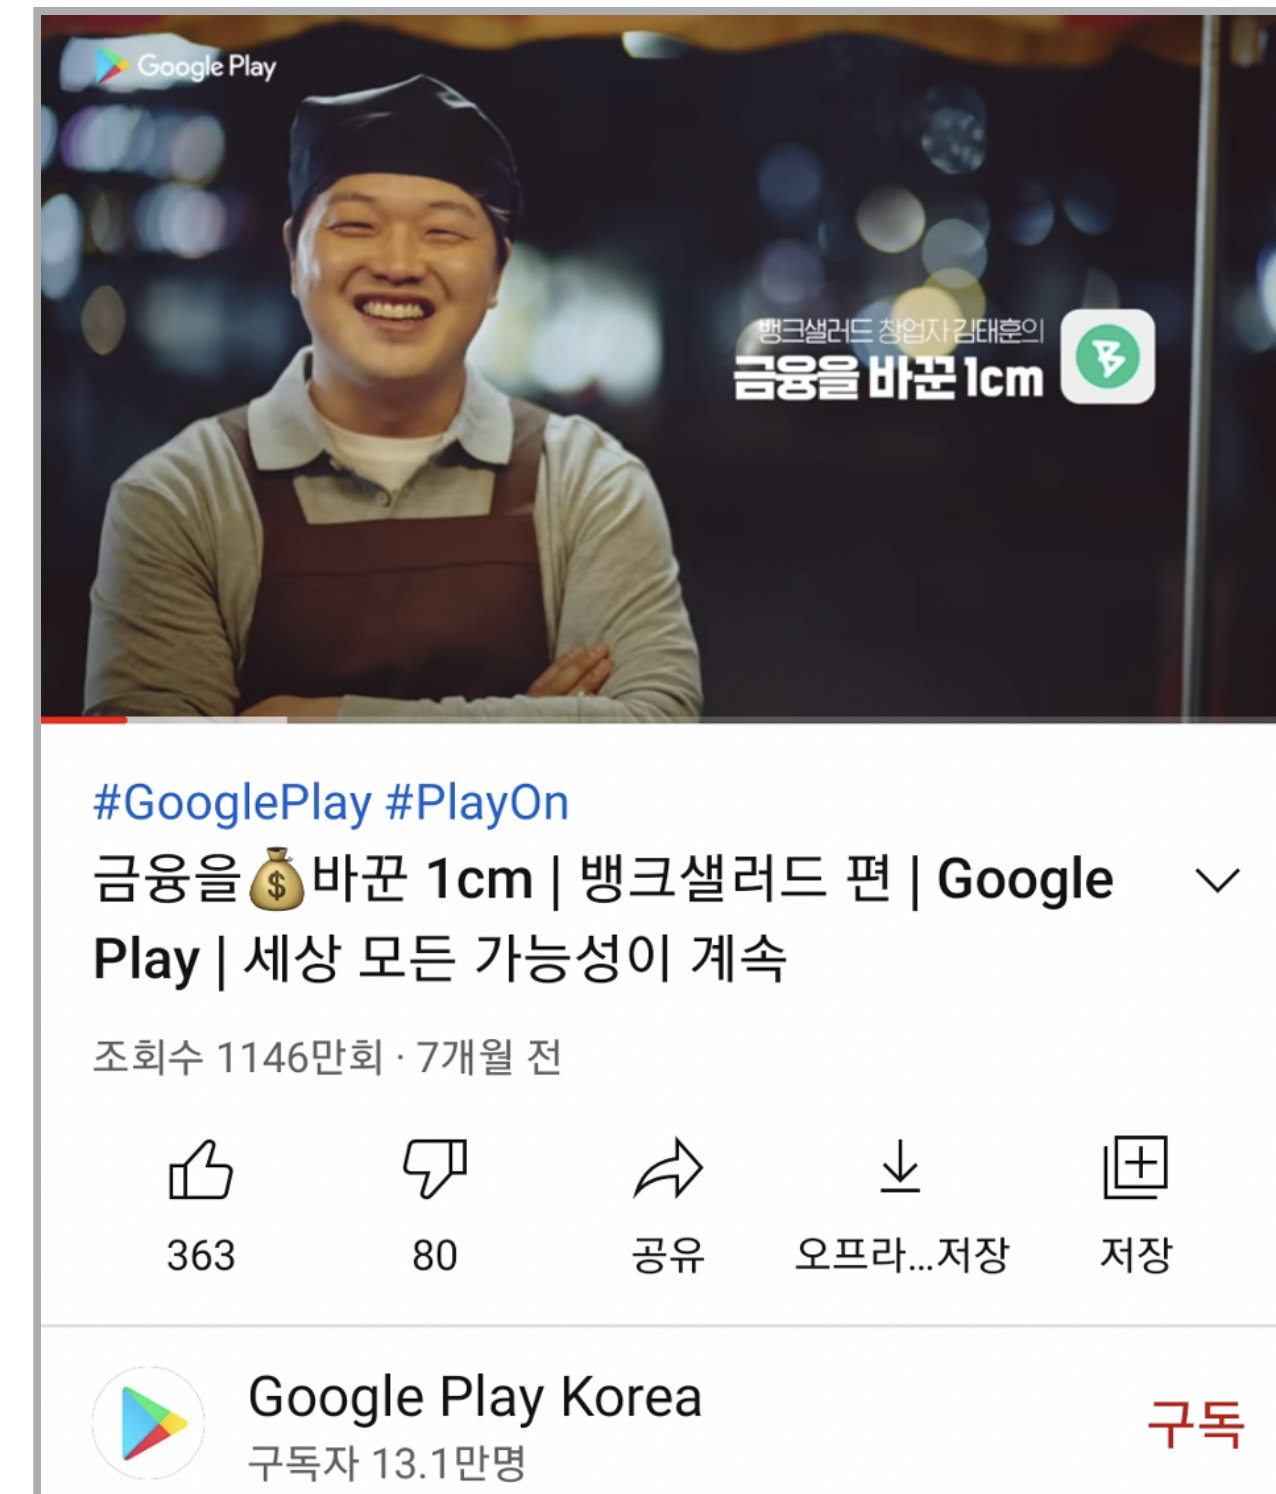 Google Play
뱅크샐러드 창업자 김태훈의
금융을 바꾼 1cm
#GooglePlay #PlayOn
금융을💰바꾼 1cm | 뱅크샐러드 편 | Google
Play | 세상 모든 가능성이 계속
조회수 1146만회 · 7개월 전
363 80 공유 오프라...저장 저장
Google Play Korea
구독
구독자 13.1만명